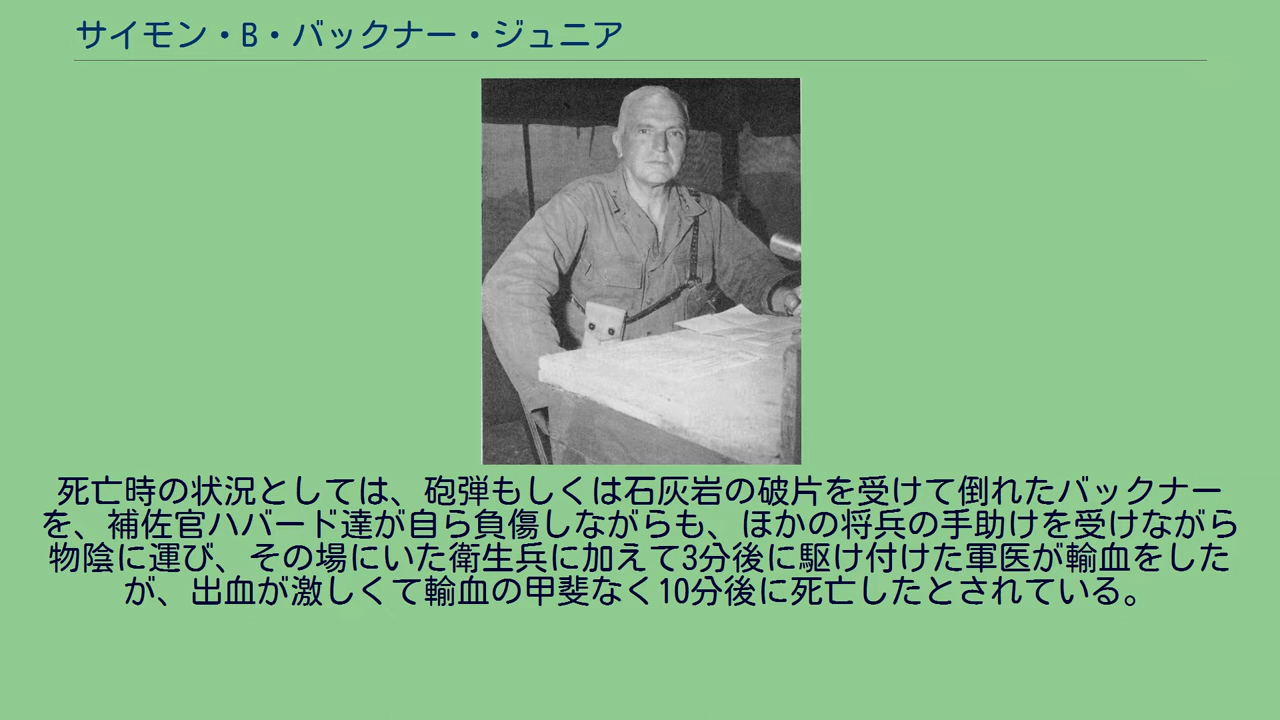 サイモン・B・バックナー・ジュニア
死亡時の状況としては、砲弾もしくは石灰岩の破片を受けて倒れたバックナー
を、補佐官ハバード達が自ら負傷しながらも、ほかの将兵の手助けを受けながら
物陰に運び、その場にいた衛生兵に加えて3分後に駆け付けた軍医が輸血をした
が、出血が激しくて輸血の甲斐なく10分後に死亡したとされている。